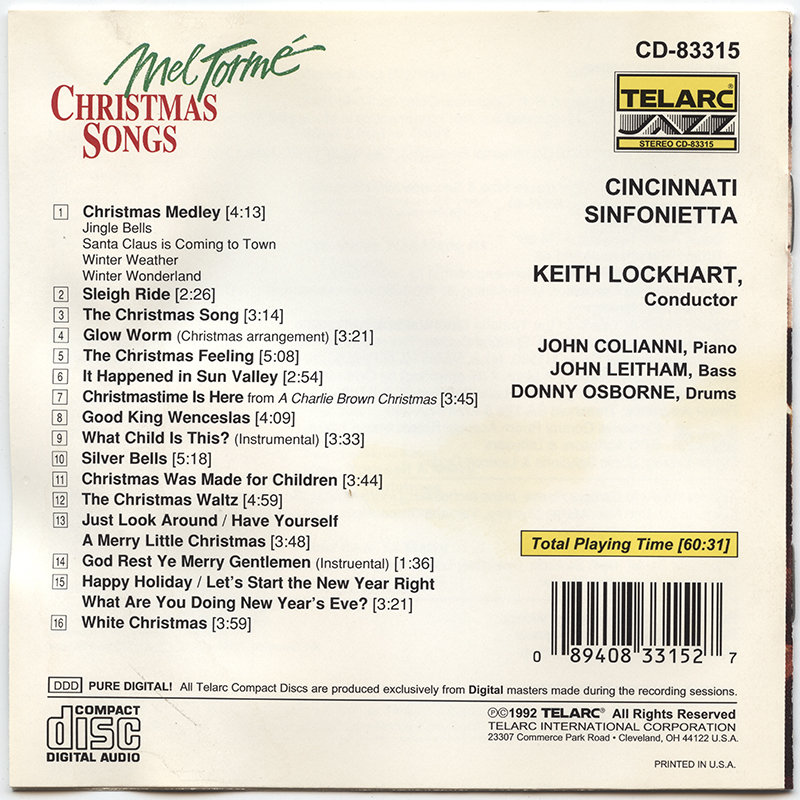 Mel Tormé
CHRISTMAS
SONGS
1 Christmas Medley [4:13]
Jingle Bells
Santa Claus is Coming to Town
Winter Weather
Winter Wonderland
2 Sleigh Ride [2:26]
3 The Christmas Song [3:14]
4 Glow Worm (Christmas arrangement) [3:21]
5 The Christmas Feeling [5:08]
6 It Happened in Sun Valley [2:54]
7 Christmastime Is Here from A Charlie Brown Christmas [3:45]
8 Good King Wenceslas [4:09]
9 What Child Is This? (Instrumental) [3:33]
10 Silver Bells [5:18]
11 Christmas Was Made for Children [3:44]
12 The Christmas Waltz [4:59]
13 Just Look Around / Have Yourself
A Merry Little Christmas [3:48]
14 God Rest Ye Merry Gentlemen (Instruental) [1:36]
15 Happy Holiday / Let's Start the New Year Right
What Are You Doing New Year's Eve? [3:21]
16 White Christmas [3:59]
CD-83315
TELARC®
JAZZ
STEREO CD-83315
CINCINNATI
SINFONIETTA
KEITH LOCKHART,
Conductor
JOHN COLIANNI, Piano
JOHN LEITHAM, Bass
DONNY OSBORNE, Drums
Total Playing Time [60:31]
0 89408 33152 7
DDD PURE DIGITAL! All Telarc Compact Discs are produced exclusively from Digital masters made during the recording sessions.
COMPACT
disc
DIGITAL AUDIO
℗©1992 TELARC® All Rights Reserved
TELARC INTERNATIONAL CORPORATION
23307 Commerce Park Road • Cleveland, OH 44122 U.S.A.
PRINTED IN U.S.A.